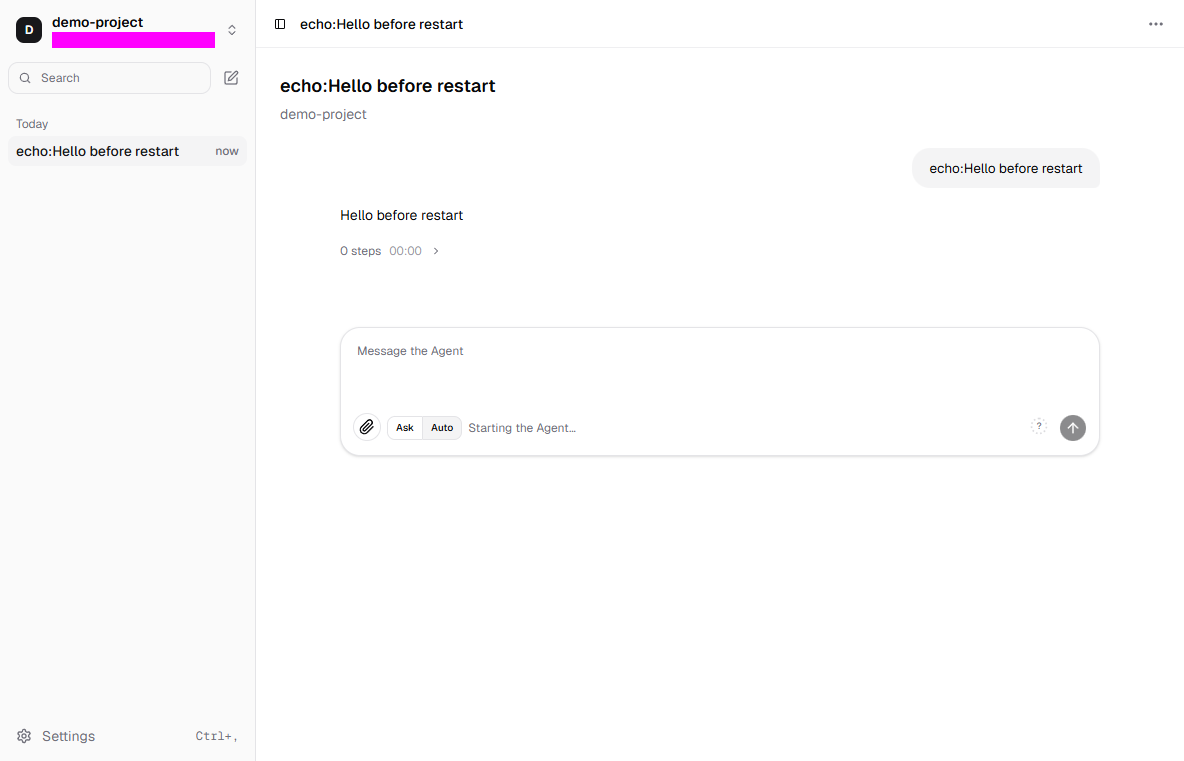 D
demo-project
Search
Today
echo:Hello before restart now
Settings Ctrl+,
echo:Hello before restart
echo:Hello before restart
demo-project
echo:Hello before restart
Hello before restart
0 steps 00:00
Message the Agent
Ask Auto Starting the Agent… ?